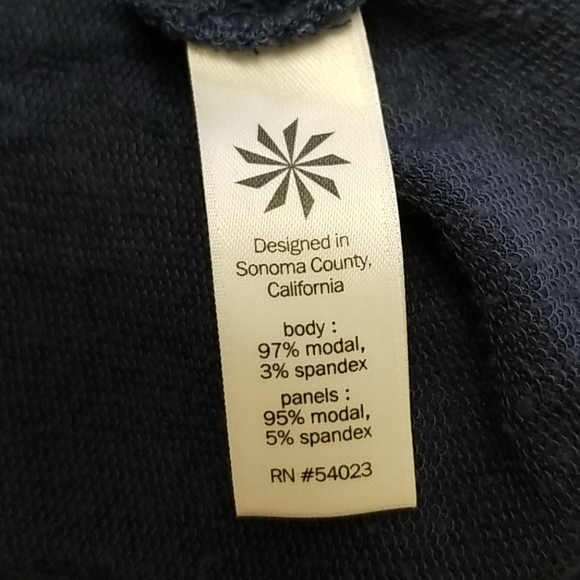 Designed in
Sonoma County,
California
body :
97% modal,
3% spandex
panels :
95% modal,
5% spandex
RN #54023